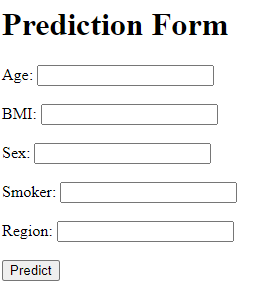 Prediction Form
Age:
BMI:
Sex:
Smoker:
Region:
Predict